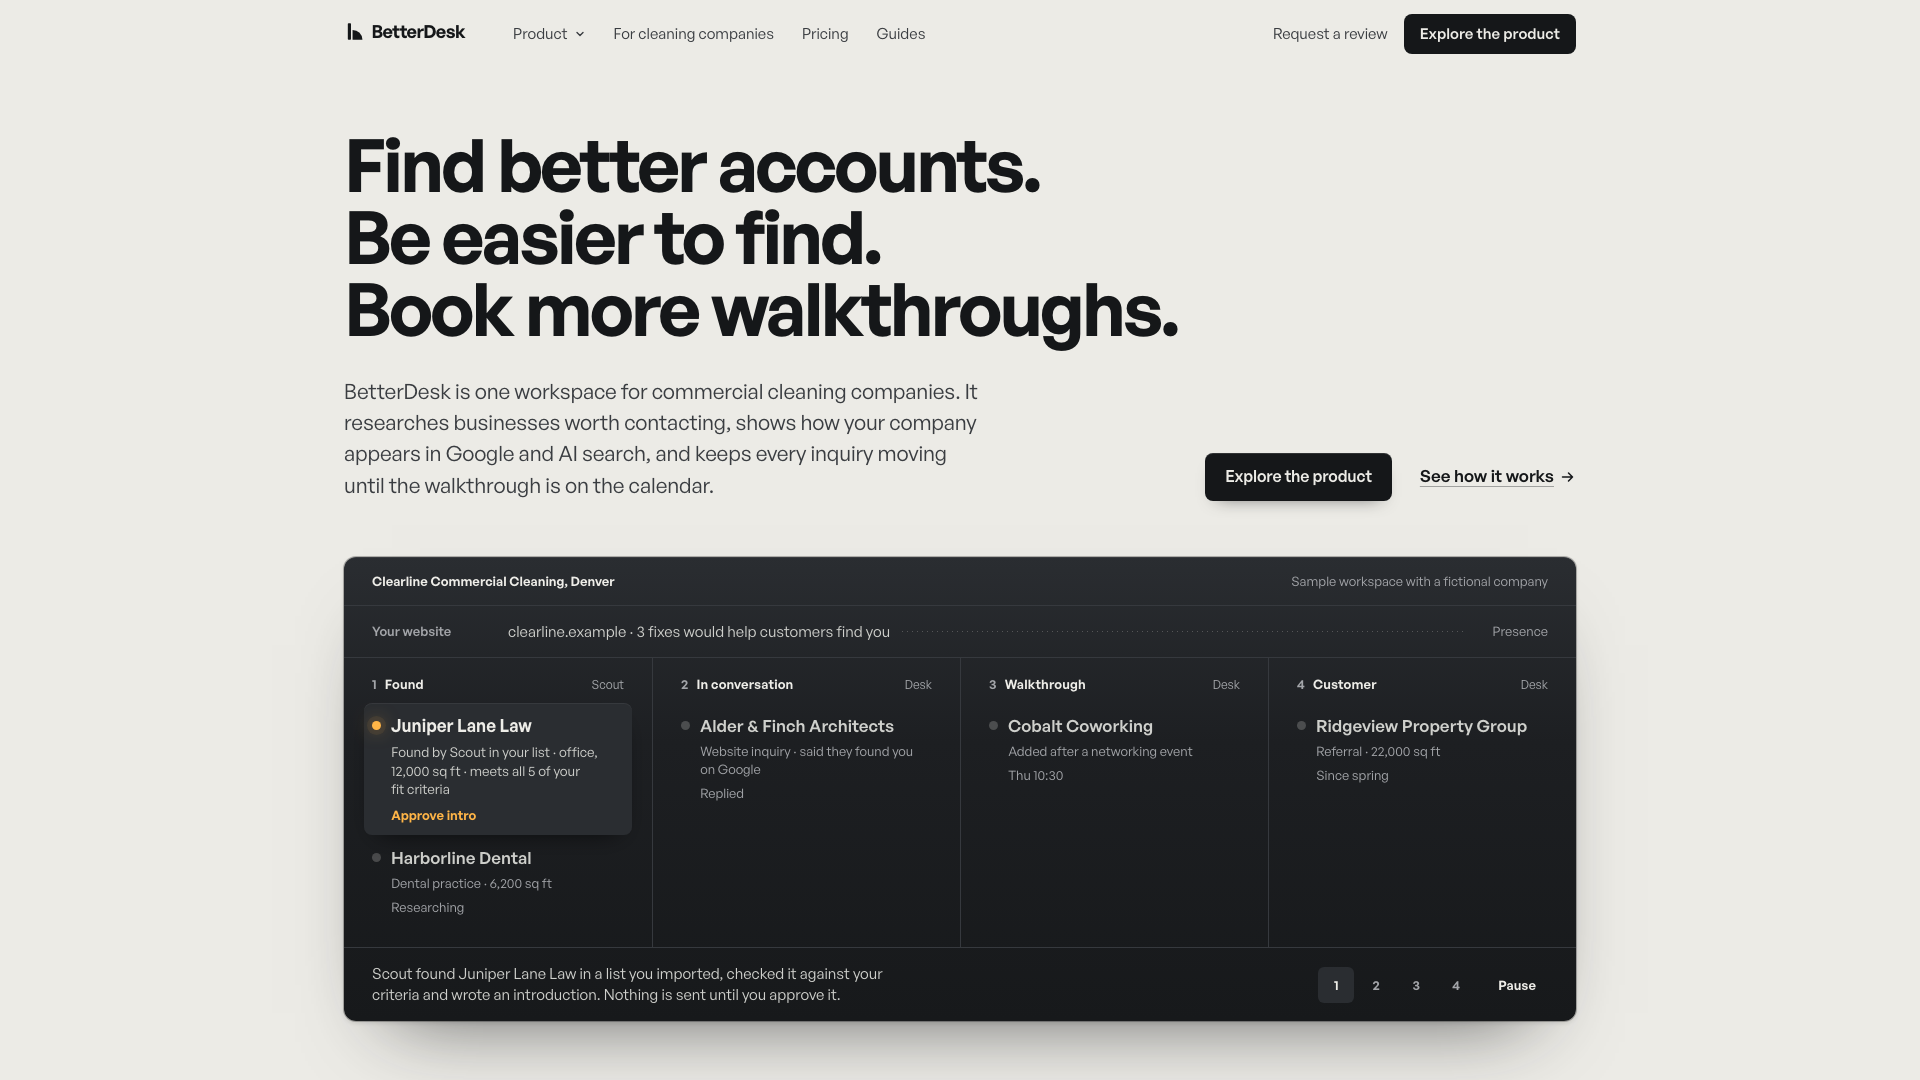 BetterDesk
Product
For cleaning companies
Pricing
Guides
Request a review
Explore the product
Find better accounts.
Be easier to find.
Book more walkthroughs.
BetterDesk is one workspace for commercial cleaning companies. It
researches businesses worth contacting, shows how your company
appears in Google and AI search, and keeps every inquiry moving
until the walkthrough is on the calendar.
Explore the product
See how it works →
Clearline Commercial Cleaning, Denver
Sample workspace with a fictional company
Your website
clearline.example · 3 fixes would help customers find you
Presence
1 Found
Scout
Juniper Lane Law
Found by Scout in your list · office,
12,000 sq ft · meets all 5 of your
fit criteria
Approve intro
Harborline Dental
Dental practice · 6,200 sq ft
Researching
2 In conversation
Desk
Alder & Finch Architects
Website inquiry · said they found you
on Google
Replied
3 Walkthrough
Desk
Cobalt Coworking
Added after a networking event
Thu 10:30
4 Customer
Desk
Ridgeview Property Group
Referral · 22,000 sq ft
Since spring
Scout found Juniper Lane Law in a list you imported, checked it against your
criteria and wrote an introduction. Nothing is sent until you approve it.
1
2
3
4
Pause